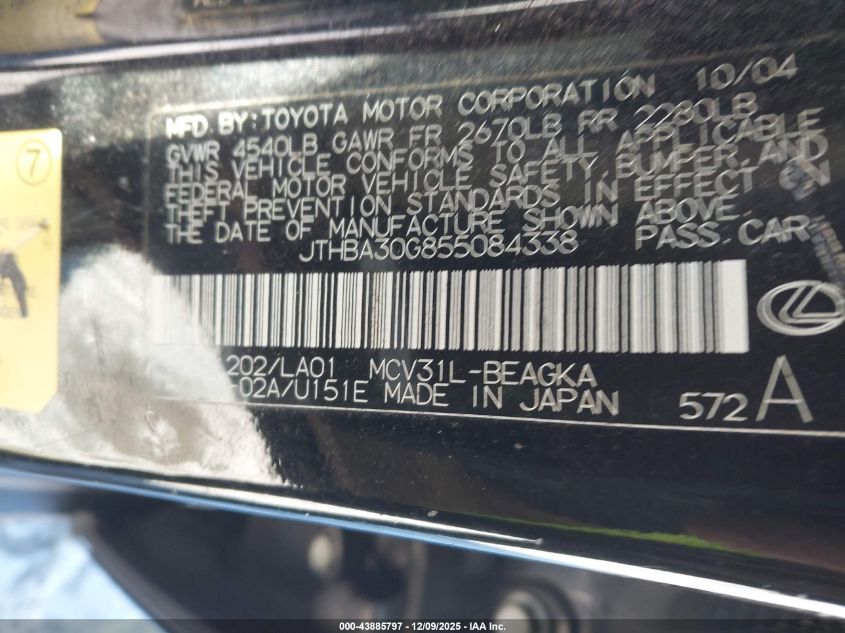 MFD. BY: TOYOTA MOTOR CORPORATION 10/04
GVWR 4540LB GAWR FR 2670LB RR 2280LB
THIS VEHICLE CONFORMS TO ALL APPLICABLE
FEDERAL MOTOR VEHICLE SAFETY, BUMPER, AND
THEFT PREVENTION STANDARDS IN EFFECT ON
THE DATE OF MANUFACTURE SHOWN ABOVE.
JTHBA30G855084338 PASS. CAR
202/LA01 MCV31L-BEAGKA
-02A/U151E MADE IN JAPAN
572 A
7
000-43885797 - 12/09/2025 - IAA Inc.